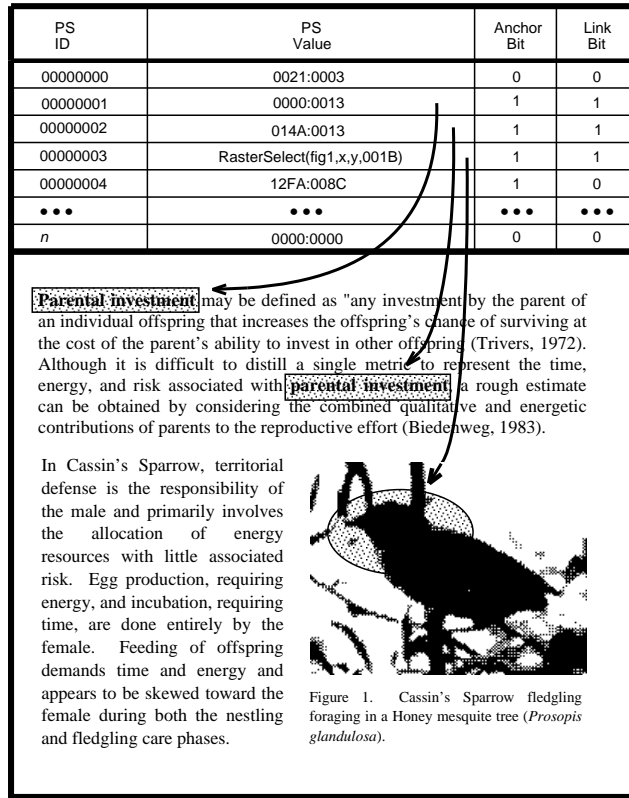 PS ID PS Value Anchor Bit Link Bit
00000000 0021:0003 0 0
00000001 0000:0013 1 1
00000002 014A:0013 1 1
00000003 RasterSelect(fig1,x,y,001B) 1 1
00000004 12FA:008C 1 0
••• ••• ••• •••
n 0000:0000 0 0
Parental investment may be defined as "any investment by the parent of
an individual offspring that increases the offspring's chance of surviving at
the cost of the parent's ability to invest in other offspring (Trivers, 1972).
Although it is difficult to distill a single metric to represent the time,
energy, and risk associated with parental investment, a rough estimate
can be obtained by considering the combined qualitative and energetic
contributions of parents to the reproductive effort (Biedenweg, 1983).
In Cassin's Sparrow, territorial
defense is the responsibility of
the male and primarily involves
the allocation of energy
resources with little associated
risk. Egg production, requiring
energy, and incubation, requiring
time, are done entirely by the
female. Feeding of offspring
demands time and energy and
appears to be skewed toward the
female during both the nestling
and fledgling care phases.
Figure 1. Cassin's Sparrow fledgling
foraging in a Honey mesquite tree (Prosopis
glandulosa).